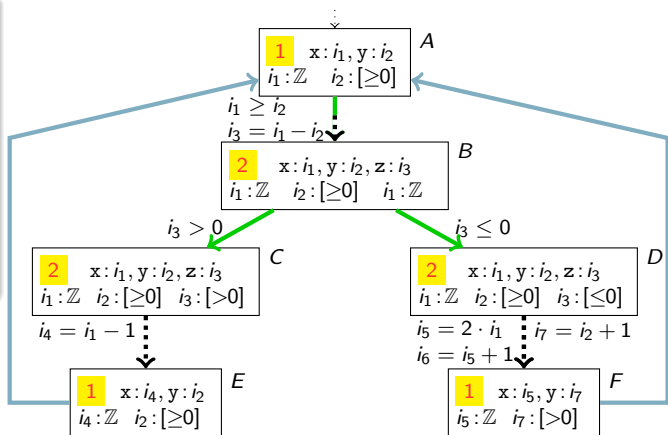 ⋮
A
1 x:i₁, y:i₂
i₁:ℤ i₂:[≥0]
i₁ ≥ i₂
i₃ = i₁ − i₂
B
2 x:i₁, y:i₂, z:i₃
i₁:ℤ i₂:[≥0] i₁:ℤ
i₃ > 0
i₃ ≤ 0
C
2 x:i₁, y:i₂, z:i₃
i₁:ℤ i₂:[≥0] i₃:[>0]
D
2 x:i₁, y:i₂, z:i₃
i₁:ℤ i₂:[≥0] i₃:[≤0]
i₄ = i₁ − 1
i₅ = 2 · i₁ i₇ = i₂ + 1
i₆ = i₅ + 1
E
1 x:i₄, y:i₂
i₄:ℤ i₂:[≥0]
F
1 x:i₅, y:i₇
i₅:ℤ i₇:[>0]